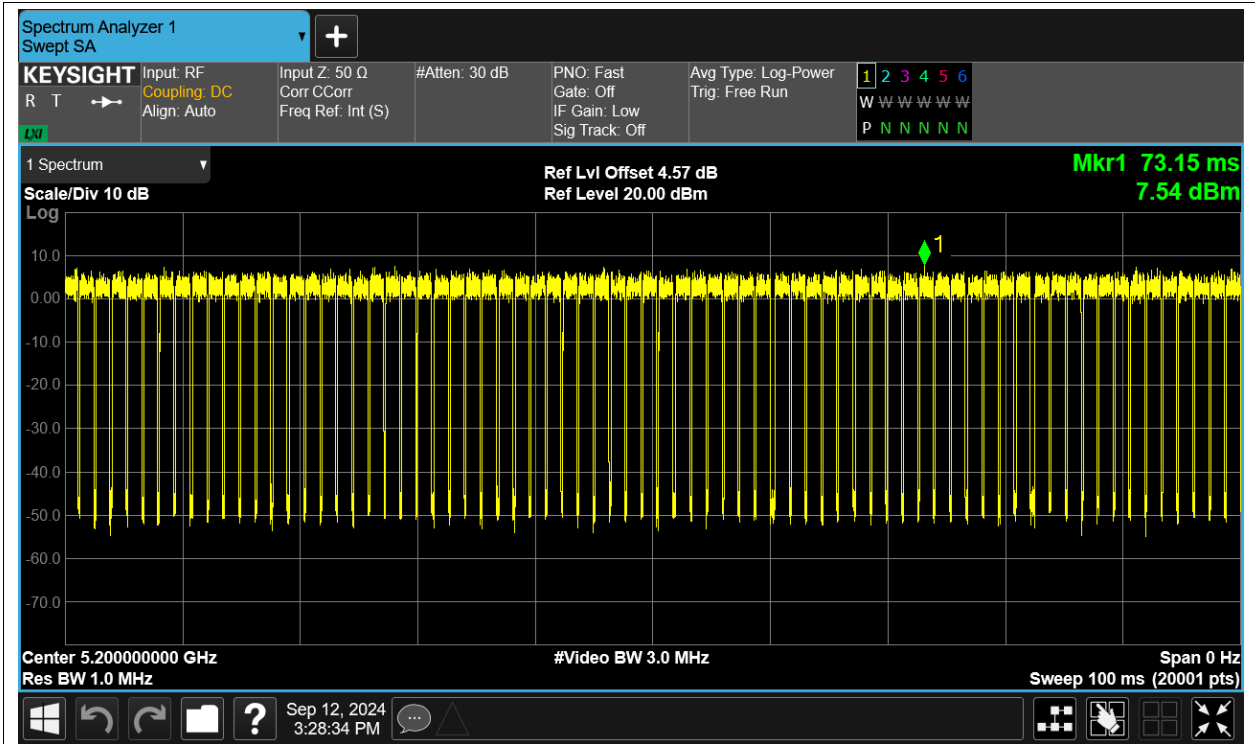 Spectrum Analyzer 1
Swept SA
KEYSIGHT
R T
LXI
Input: RF
Coupling: DC
Align: Auto
Input Z: 50 Ω
Corr CCorr
Freq Ref: Int (S)
#Atten: 30 dB
PNO: Fast
Gate: Off
IF Gain: Low
Sig Track: Off
Avg Type: Log-Power
Trig: Free Run
1 2 3 4 5 6
W W W W W W
P N N N N N
1 Spectrum
Scale/Div 10 dB
Ref Lvl Offset 4.57 dB
Ref Level 20.00 dBm
Mkr1 73.15 ms
7.54 dBm
Log
1
10.0
0.00
-10.0
-20.0
-30.0
-40.0
-50.0
-60.0
-70.0
Center 5.200000000 GHz
Res BW 1.0 MHz
#Video BW 3.0 MHz
Span 0 Hz
Sweep 100 ms (20001 pts)
?
Sep 12, 2024
3:28:34 PM